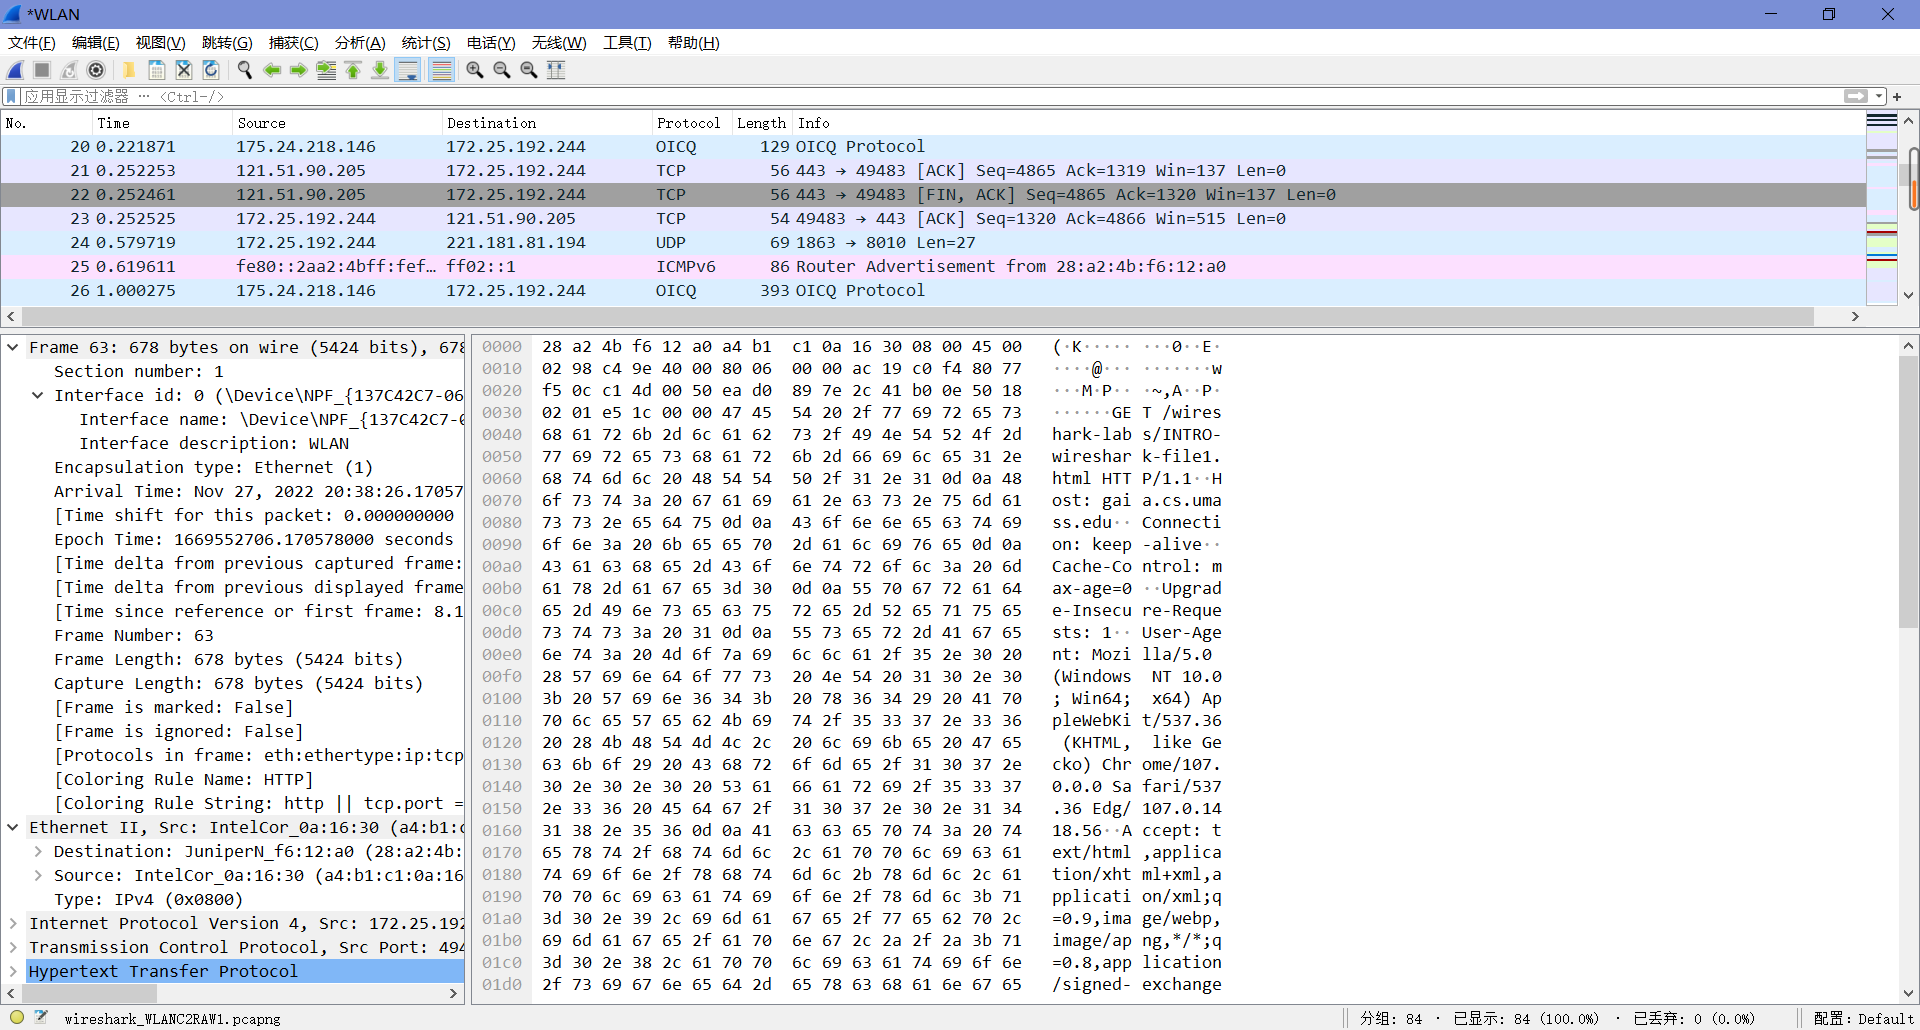 *WLAN
文件(F) 编辑(E) 视图(V) 跳转(G) 捕获(C) 分析(A) 统计(S) 电话(Y) 无线(W) 工具(T) 帮助(H)
应用显示过滤器 … <Ctrl-/>
No. Time Source Destination Protocol Length Info
20 0.221871 175.24.218.146 172.25.192.244 OICQ 129 OICQ Protocol
21 0.252253 121.51.90.205 172.25.192.244 TCP 56 443 → 49483 [ACK] Seq=4865 Ack=1319 Win=137 Len=0
22 0.252461 121.51.90.205 172.25.192.244 TCP 56 443 → 49483 [FIN, ACK] Seq=4865 Ack=1320 Win=137 Len=0
23 0.252525 172.25.192.244 121.51.90.205 TCP 54 49483 → 443 [ACK] Seq=1320 Ack=4866 Win=515 Len=0
24 0.579719 172.25.192.244 221.181.81.194 UDP 69 1863 → 8010 Len=27
25 0.619611 fe80::2aa2:4bff:fef… ff02::1 ICMPv6 86 Router Advertisement from 28:a2:4b:f6:12:a0
26 1.000275 175.24.218.146 172.25.192.244 OICQ 393 OICQ Protocol
Frame 63: 678 bytes on wire (5424 bits), 678
Section number: 1
Interface id: 0 (\Device\NPF_{137C42C7-06
Interface name: \Device\NPF_{137C42C7-0
Interface description: WLAN
Encapsulation type: Ethernet (1)
Arrival Time: Nov 27, 2022 20:38:26.17057
[Time shift for this packet: 0.000000000
Epoch Time: 1669552706.170578000 seconds
[Time delta from previous captured frame:
[Time delta from previous displayed frame
[Time since reference or first frame: 8.1
Frame Number: 63
Frame Length: 678 bytes (5424 bits)
Capture Length: 678 bytes (5424 bits)
[Frame is marked: False]
[Frame is ignored: False]
[Protocols in frame: eth:ethertype:ip:tcp
[Coloring Rule Name: HTTP]
[Coloring Rule String: http || tcp.port =
Ethernet II, Src: IntelCor_0a:16:30 (a4:b1:c
Destination: JuniperN_f6:12:a0 (28:a2:4b:
Source: IntelCor_0a:16:30 (a4:b1:c1:0a:16
Type: IPv4 (0x0800)
Internet Protocol Version 4, Src: 172.25.192
Transmission Control Protocol, Src Port: 494
Hypertext Transfer Protocol
0000 28 a2 4b f6 12 a0 a4 b1 c1 0a 16 30 08 00 45 00 (·K····· ···0··E·
0010 02 98 c4 9e 40 00 80 06 00 00 ac 19 c0 f4 80 77 ····@··· ·······w
0020 f5 0c c1 4d 00 50 ea d0 89 7e 2c 41 b0 0e 50 18 ···M·P·· ·~,A··P·
0030 02 01 e5 1c 00 00 47 45 54 20 2f 77 69 72 65 73 ······GE T /wires
0040 68 61 72 6b 2d 6c 61 62 73 2f 49 4e 54 52 4f 2d hark-lab s/INTRO-
0050 77 69 72 65 73 68 61 72 6b 2d 66 69 6c 65 31 2e wireshar k-file1.
0060 68 74 6d 6c 20 48 54 54 50 2f 31 2e 31 0d 0a 48 html HTT P/1.1··H
0070 6f 73 74 3a 20 67 61 69 61 2e 63 73 2e 75 6d 61 ost: gai a.cs.uma
0080 73 73 2e 65 64 75 0d 0a 43 6f 6e 6e 65 63 74 69 ss.edu·· Connecti
0090 6f 6e 3a 20 6b 65 65 70 2d 61 6c 69 76 65 0d 0a on: keep -alive··
00a0 43 61 63 68 65 2d 43 6f 6e 74 72 6f 6c 3a 20 6d Cache-Co ntrol: m
00b0 61 78 2d 61 67 65 3d 30 0d 0a 55 70 67 72 61 64 ax-age=0 ··Upgrad
00c0 65 2d 49 6e 73 65 63 75 72 65 2d 52 65 71 75 65 e-Insecu re-Reque
00d0 73 74 73 3a 20 31 0d 0a 55 73 65 72 2d 41 67 65 sts: 1·· User-Age
00e0 6e 74 3a 20 4d 6f 7a 69 6c 6c 61 2f 35 2e 30 20 nt: Mozi lla/5.0
00f0 28 57 69 6e 64 6f 77 73 20 4e 54 20 31 30 2e 30 (Windows NT 10.0
0100 3b 20 57 69 6e 36 34 3b 20 78 36 34 29 20 41 70 ; Win64; x64) Ap
0110 70 6c 65 57 65 62 4b 69 74 2f 35 33 37 2e 33 36 pleWebKi t/537.36
0120 20 28 4b 48 54 4d 4c 2c 20 6c 69 6b 65 20 47 65 (KHTML, like Ge
0130 63 6b 6f 29 20 43 68 72 6f 6d 65 2f 31 30 37 2e cko) Chr ome/107.
0140 30 2e 30 2e 30 20 53 61 66 61 72 69 2f 35 33 37 0.0.0 Sa fari/537
0150 2e 33 36 20 45 64 67 2f 31 30 37 2e 30 2e 31 34 .36 Edg/ 107.0.14
0160 31 38 2e 35 36 0d 0a 41 63 63 65 70 74 3a 20 74 18.56··A ccept: t
0170 65 78 74 2f 68 74 6d 6c 2c 61 70 70 6c 69 63 61 ext/html ,applica
0180 74 69 6f 6e 2f 78 68 74 6d 6c 2b 78 6d 6c 2c 61 tion/xht ml+xml,a
0190 70 70 6c 69 63 61 74 69 6f 6e 2f 78 6d 6c 3b 71 pplicati on/xml;q
01a0 3d 30 2e 39 2c 69 6d 61 67 65 2f 77 65 62 70 2c =0.9,ima ge/webp,
01b0 69 6d 61 67 65 2f 61 70 6e 67 2c 2a 2f 2a 3b 71 image/ap ng,*/*;q
01c0 3d 30 2e 38 2c 61 70 70 6c 69 63 61 74 69 6f 6e =0.8,app lication
01d0 2f 73 69 67 6e 65 64 2d 65 78 63 68 61 6e 67 65 /signed- exchange
wireshark_WLANC2RAW1.pcapng 分组: 84 · 已显示: 84 (100.0%) · 已丢弃: 0 (0.0%) 配置: Default